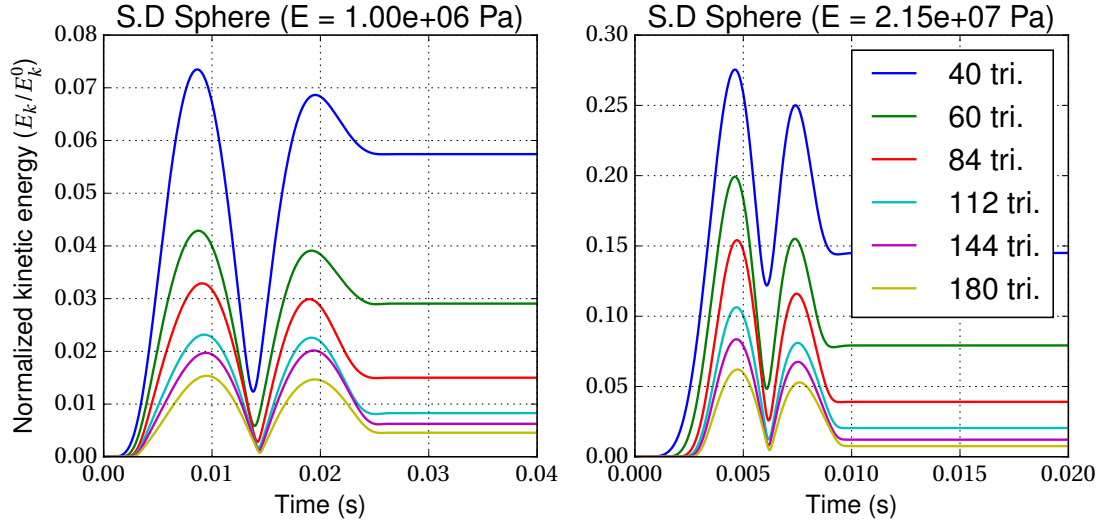 S.D Sphere (E = 1.00e+06 Pa)
Normalized kinetic energy (E_k/E_k^0)
0.08
0.07
0.06
0.05
0.04
0.03
0.02
0.01
0.00
0.00 0.01 0.02 0.03 0.04
Time (s)
S.D Sphere (E = 2.15e+07 Pa)
0.30
0.25
0.20
0.15
0.10
0.05
0.00
0.000 0.005 0.010 0.015 0.020
Time (s)
40 tri.
60 tri.
84 tri.
112 tri.
144 tri.
180 tri.